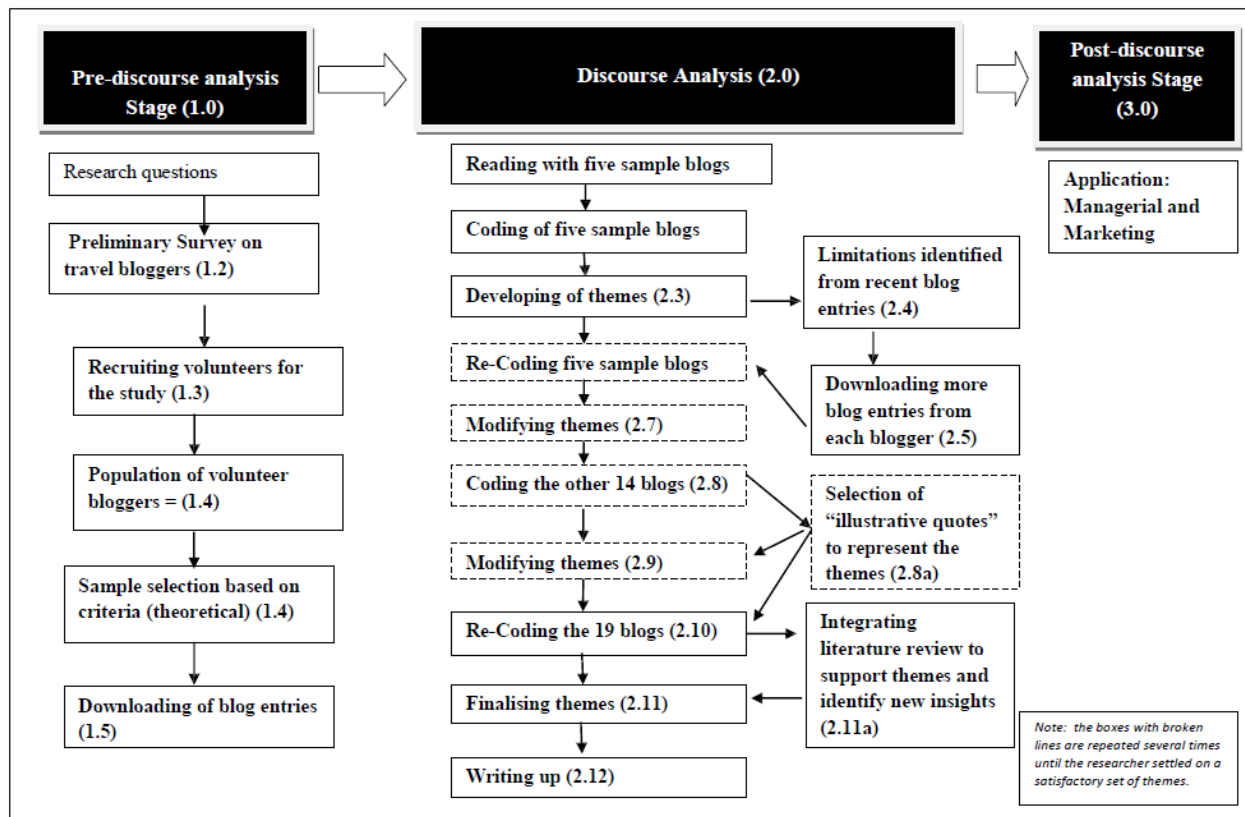 Pre-discourse analysis
Stage (1.0)
Discourse Analysis (2.0)
Post-discourse
analysis Stage
(3.0)
Research questions
Preliminary Survey on
travel bloggers (1.2)
Recruiting volunteers for
the study (1.3)
Population of volunteer
bloggers = (1.4)
Sample selection based on
criteria (theoretical) (1.4)
Downloading of blog entries
(1.5)
Reading with five sample blogs
Coding of five sample blogs
Developing of themes (2.3)
Re-Coding five sample blogs
Modifying themes (2.7)
Coding the other 14 blogs (2.8)
Modifying themes (2.9)
Re-Coding the 19 blogs (2.10)
Finalising themes (2.11)
Writing up (2.12)
Limitations identified
from recent blog
entries (2.4)
Downloading more
blog entries from
each blogger (2.5)
Selection of
“illustrative quotes”
to represent the
themes (2.8a)
Integrating
literature review to
support themes and
identify new insights
(2.11a)
Application:
Managerial and
Marketing
Note: the boxes with broken
lines are repeated several times
until the researcher settled on a
satisfactory set of themes.